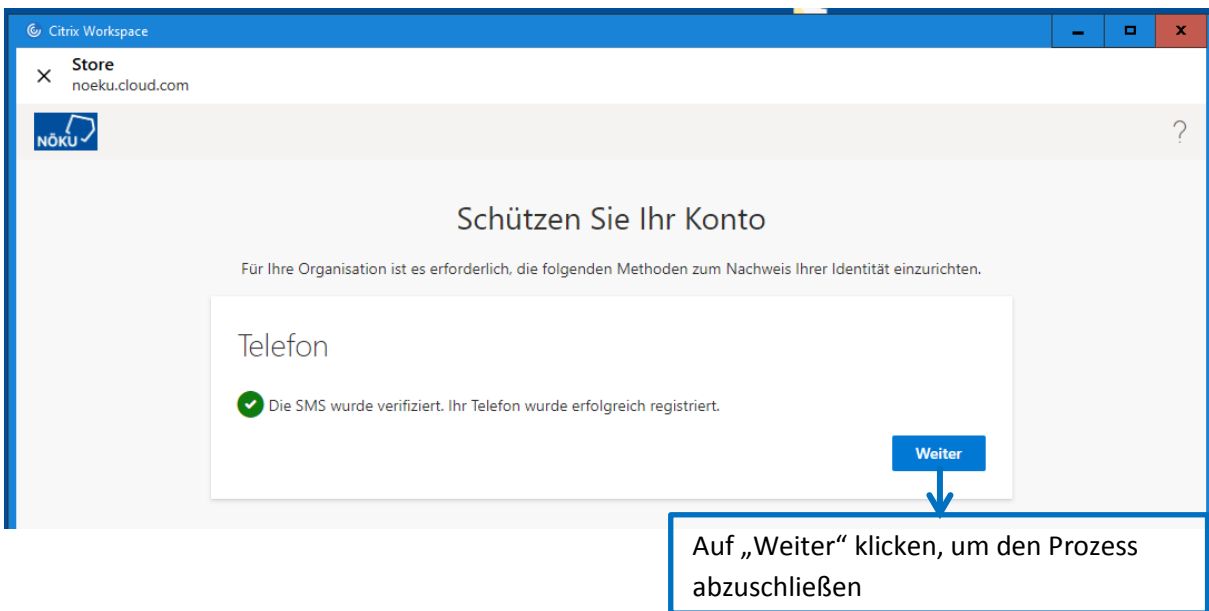 Citrix Workspace
Store
noeku.cloud.com
NÖKU
?
Schützen Sie Ihr Konto
Für Ihre Organisation ist es erforderlich, die folgenden Methoden zum Nachweis Ihrer Identität einzurichten.
Telefon
Die SMS wurde verifiziert. Ihr Telefon wurde erfolgreich registriert.
Weiter
Auf „Weiter“ klicken, um den Prozess
abzuschließen